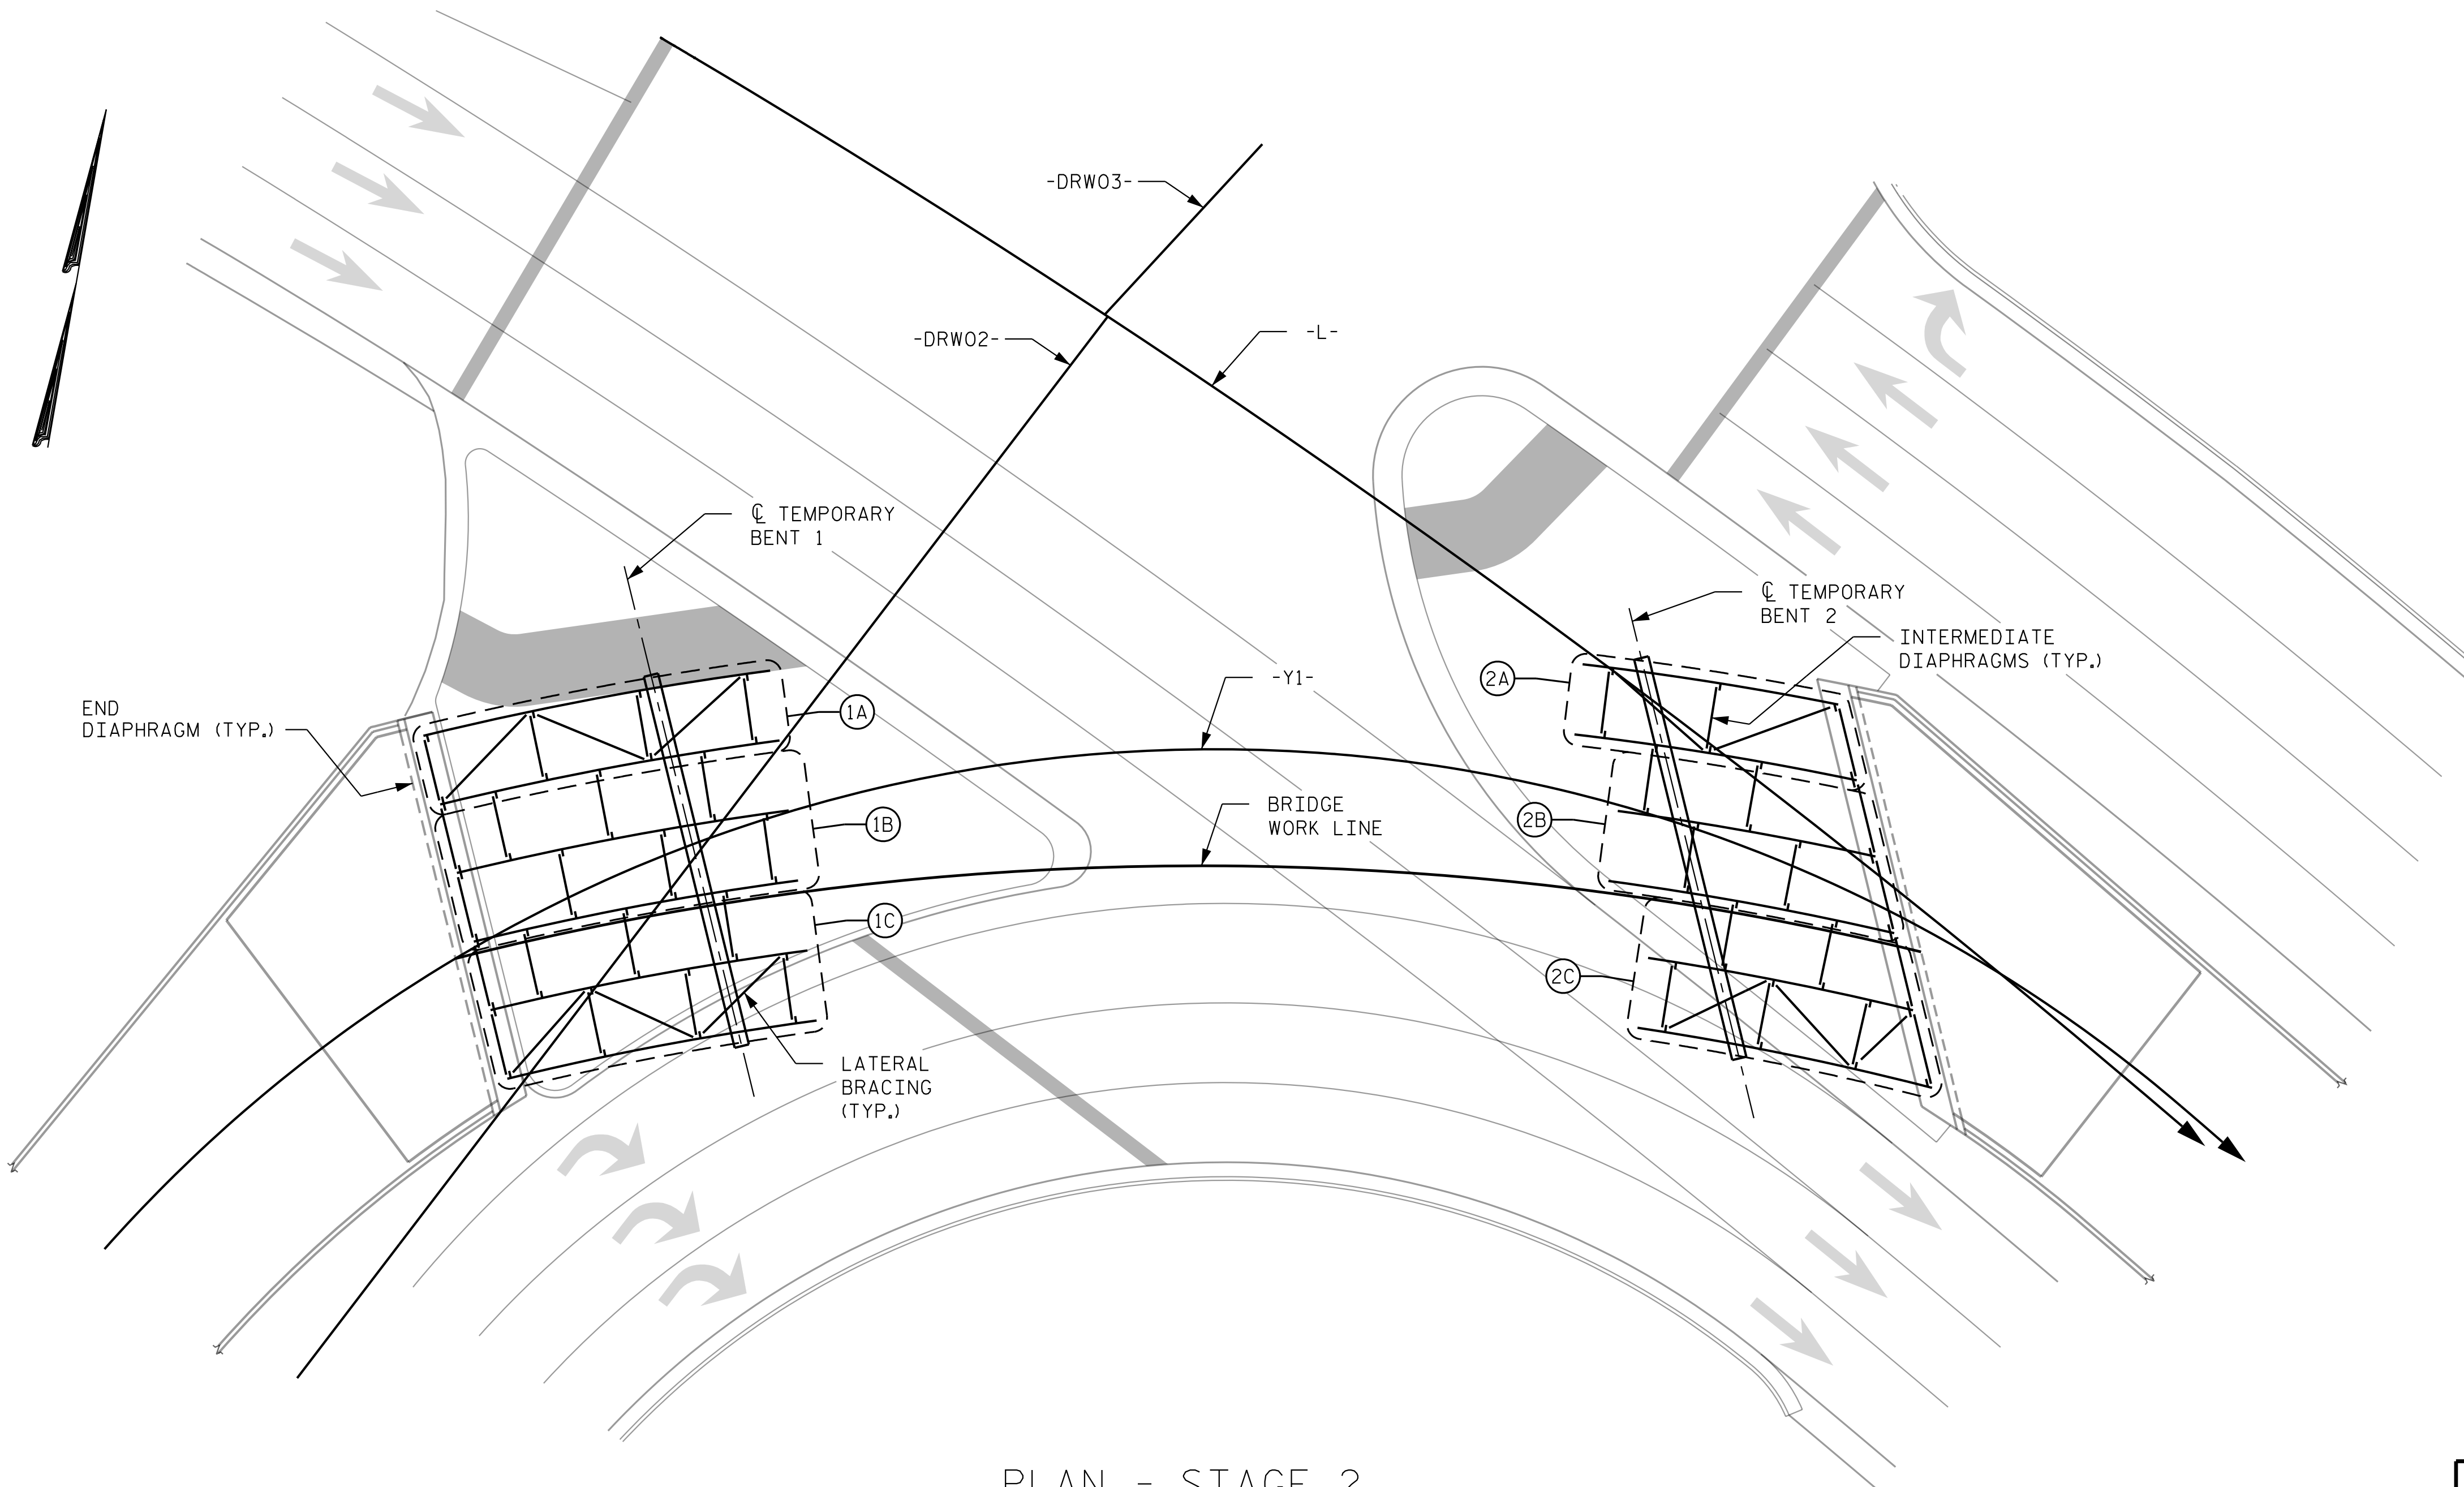 -DRW03-
-DRW02-
-L-
℄ TEMPORARY
BENT 1
℄ TEMPORARY
BENT 2
INTERMEDIATE
DIAPHRAGMS (TYP.)
2A
-Y1-
END
DIAPHRAGM (TYP.)
1A
BRIDGE
WORK LINE
1B
2B
1C
2C
LATERAL
BRACING
(TYP.)
PLAN - STAGE 2